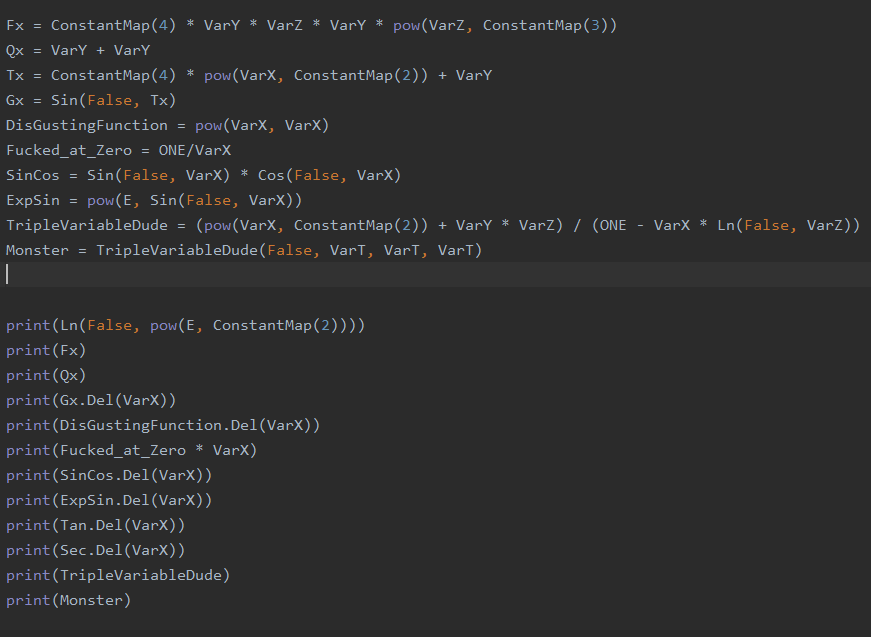 Fx = ConstantMap(4) * VarY * VarZ * VarY * pow(VarZ, ConstantMap(3))
Qx = VarY + VarY
Tx = ConstantMap(4) * pow(VarX, ConstantMap(2)) + VarY
Gx = Sin(False, Tx)
DisGustingFunction = pow(VarX, VarX)
Fucked_at_Zero = ONE/VarX
SinCos = Sin(False, VarX) * Cos(False, VarX)
ExpSin = pow(E, Sin(False, VarX))
TripleVariableDude = (pow(VarX, ConstantMap(2)) + VarY * VarZ) / (ONE - VarX * Ln(False, VarZ))
Monster = TripleVariableDude(False, VarT, VarT, VarT)
print(Ln(False, pow(E, ConstantMap(2))))
print(Fx)
print(Qx)
print(Gx.Del(VarX))
print(DisGustingFunction.Del(VarX))
print(Fucked_at_Zero * VarX)
print(SinCos.Del(VarX))
print(ExpSin.Del(VarX))
print(Tan.Del(VarX))
print(Sec.Del(VarX))
print(TripleVariableDude)
print(Monster)